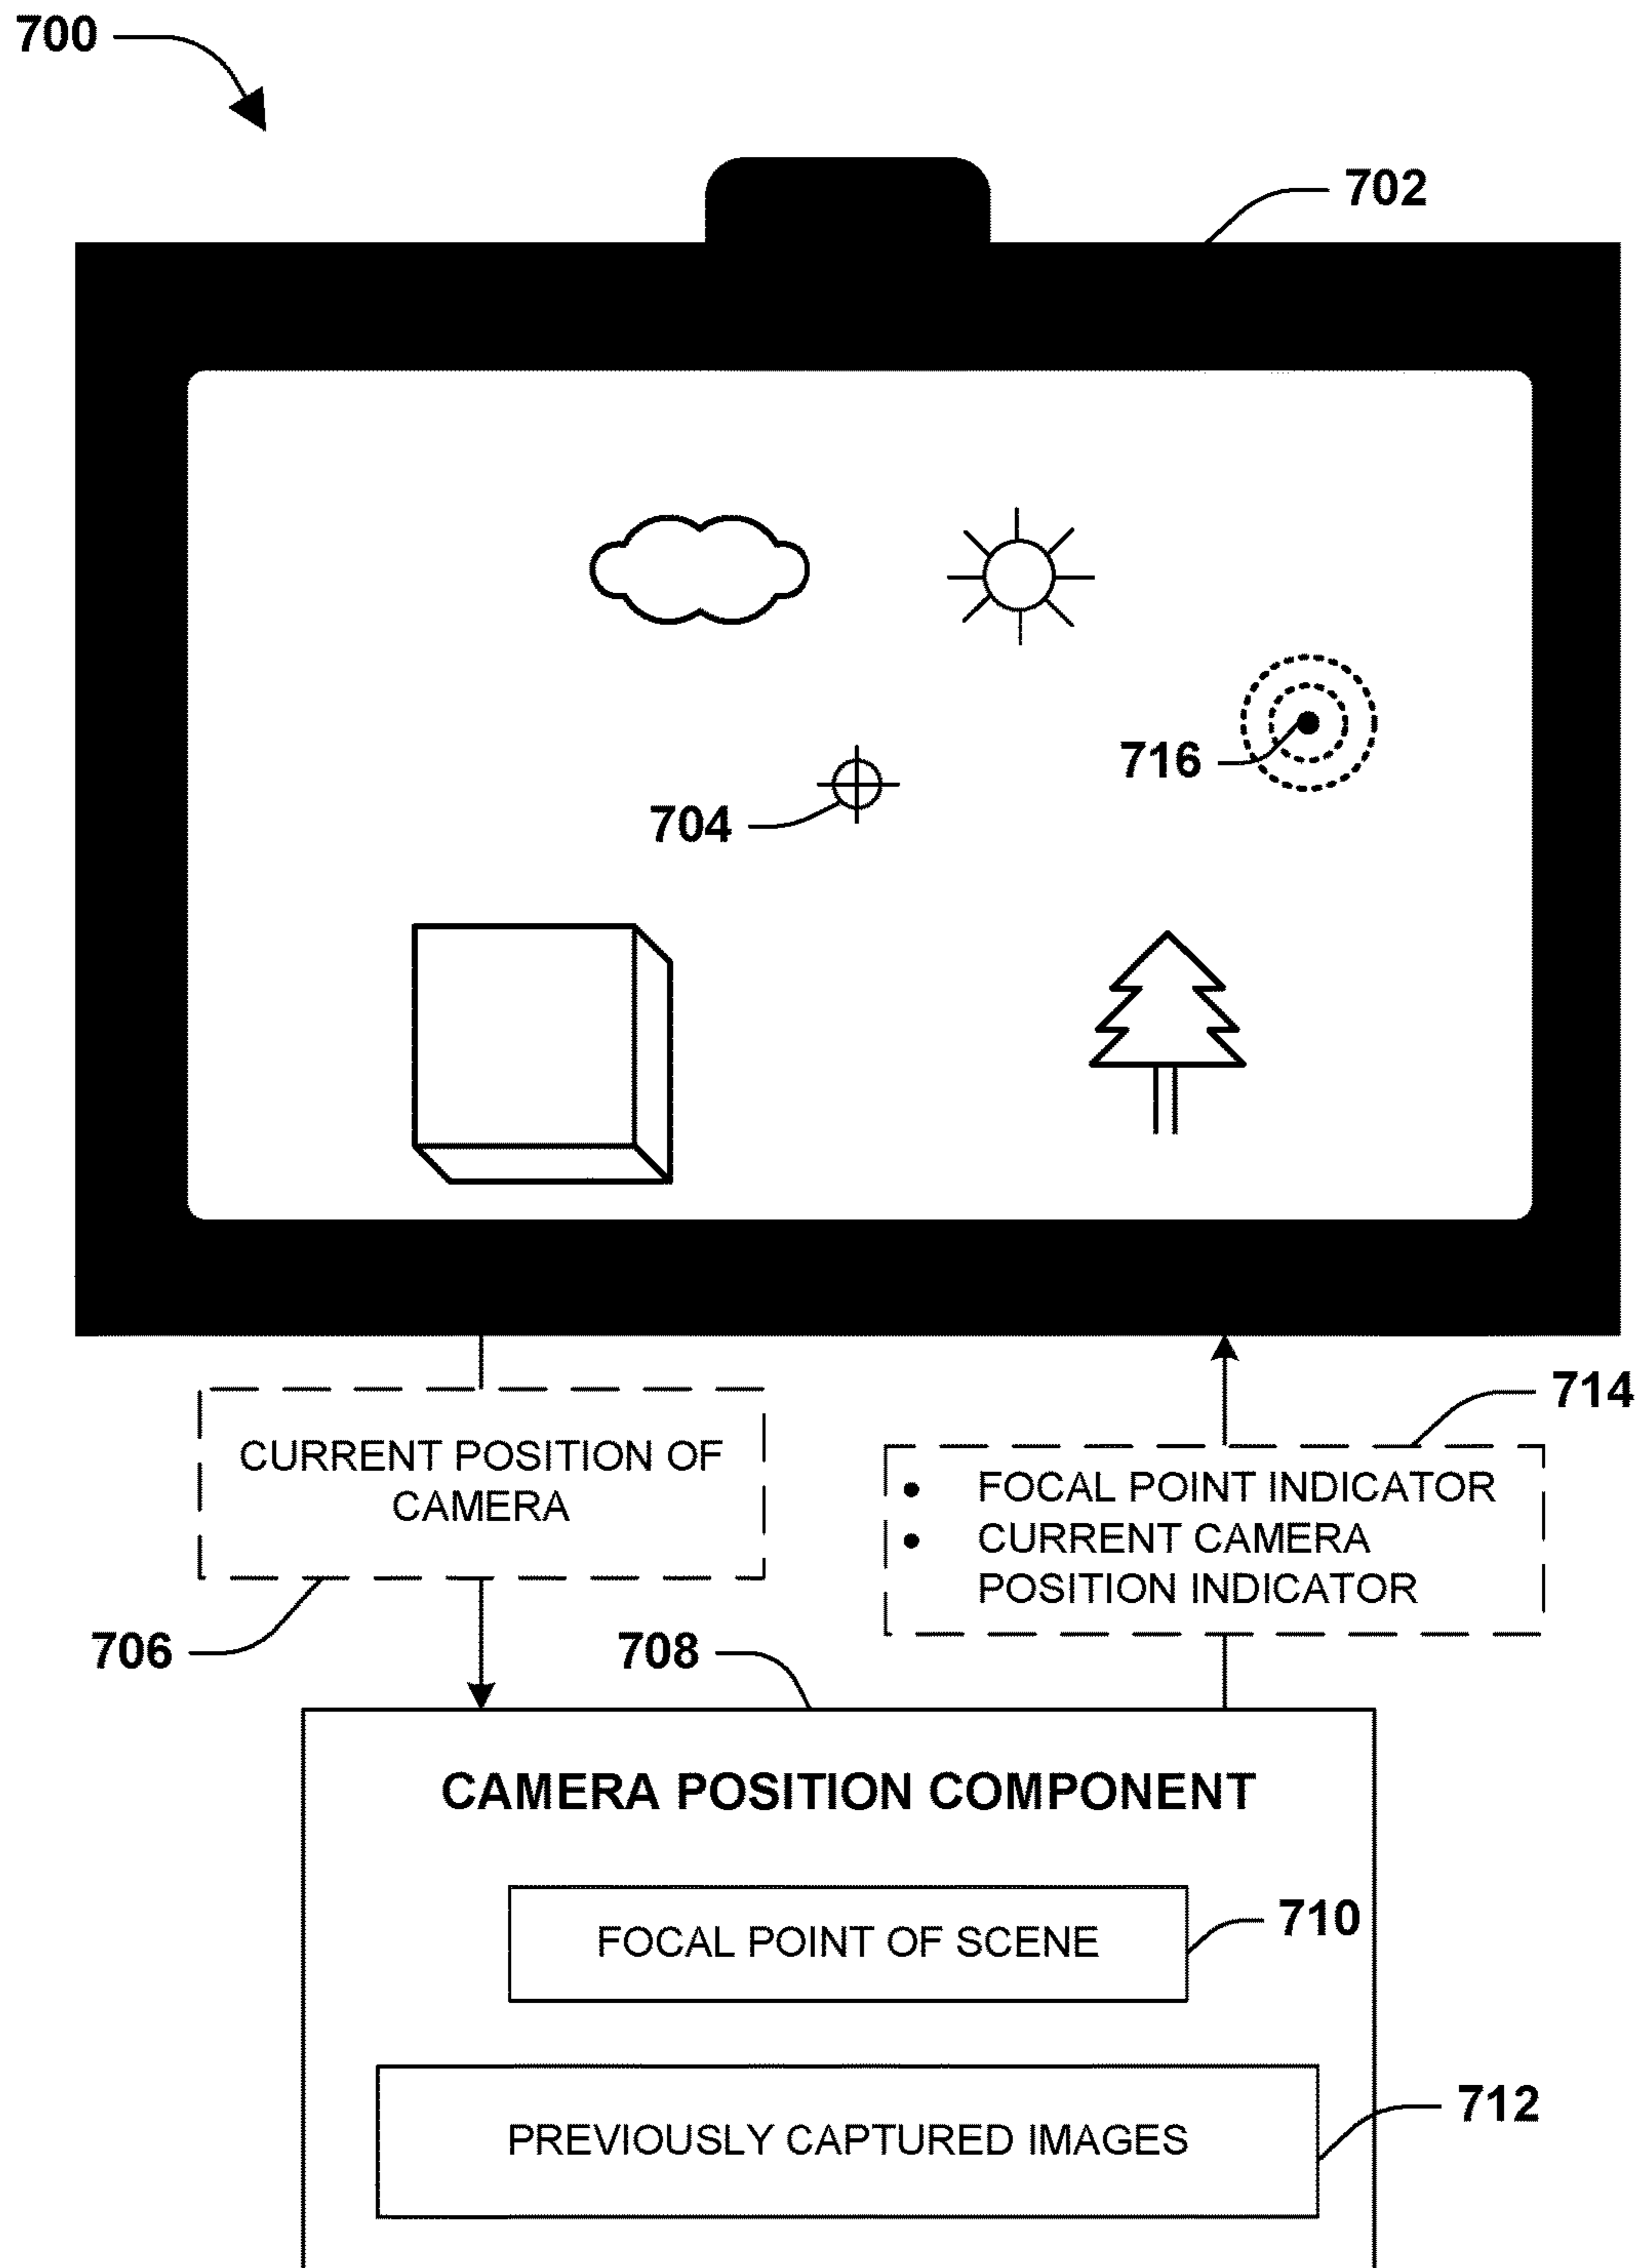 700
702
716
704
CURRENT POSITION OF
CAMERA
714
• FOCAL POINT INDICATOR
• CURRENT CAMERA
POSITION INDICATOR
706
708
CAMERA POSITION COMPONENT
FOCAL POINT OF SCENE
710
PREVIOUSLY CAPTURED IMAGES
712